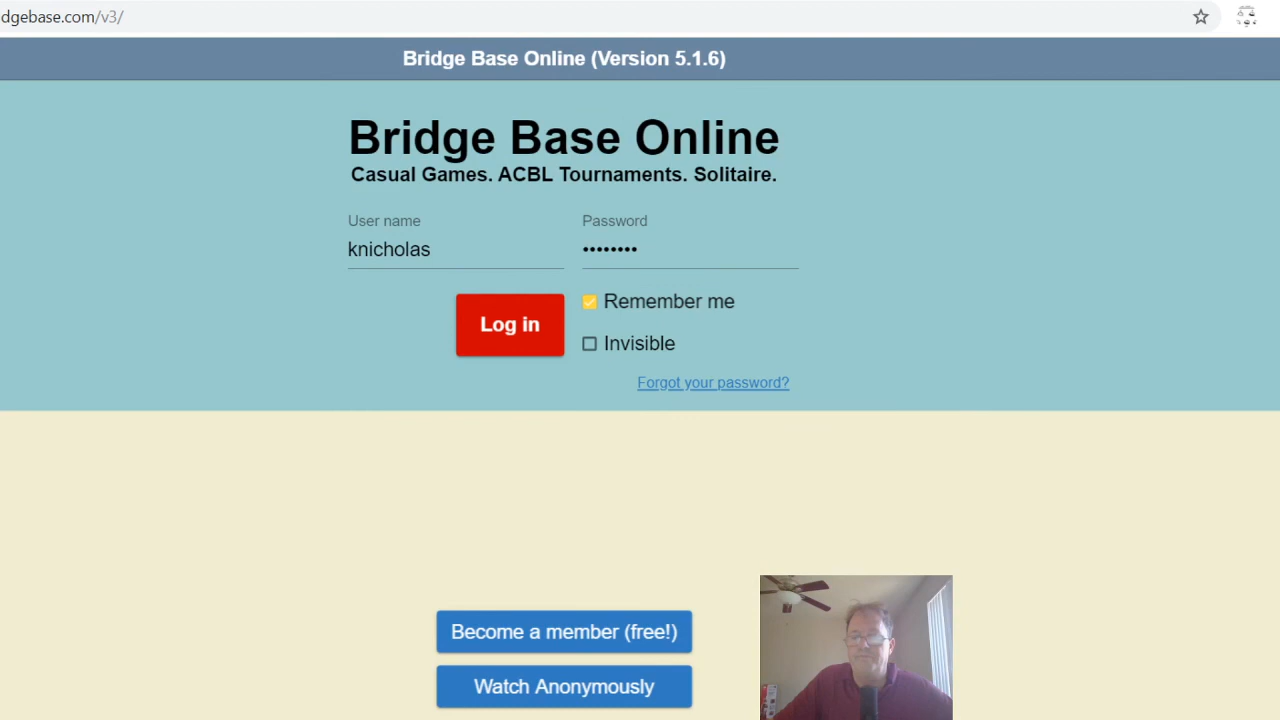 dgebase.com/v3/
Bridge Base Online (Version 5.1.6)
Bridge Base Online
Casual Games. ACBL Tournaments. Solitaire.
User name
Password
knicholas
••••••••
Log in
Remember me
Invisible
Forgot your password?
Become a member (free!)
Watch Anonymously